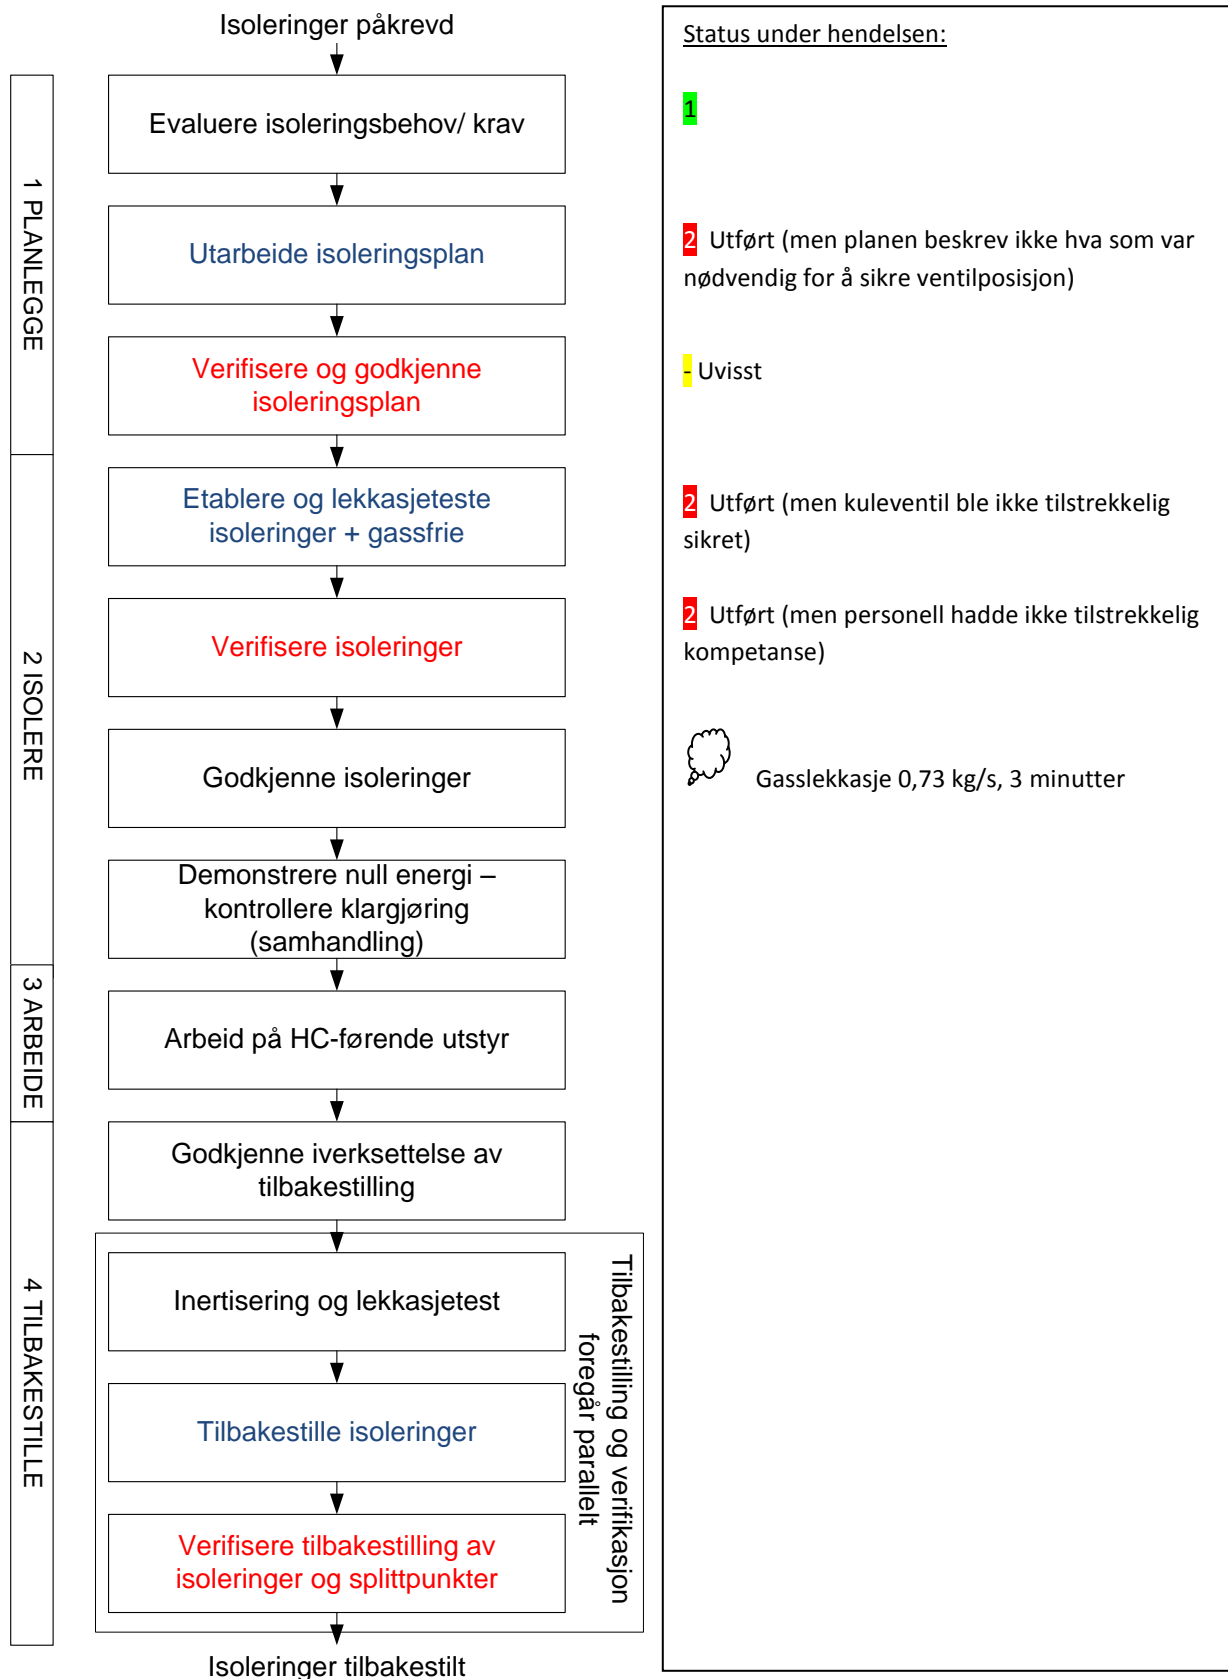 Isoleringer påkrevd
1 PLANLEGGE
Evaluere isoleringsbehov/ krav
Utarbeide isoleringsplan
Verifisere og godkjenne
isoleringsplan
2 ISOLERE
Etablere og lekkasjeteste
isoleringer + gassfrie
Verifisere isoleringer
Godkjenne isoleringer
Demonstrere null energi –
kontrollere klargjøring
(samhandling)
3 ARBEIDE
Arbeid på HC-førende utstyr
4 TILBAKESTILLE
Godkjenne iverksettelse av
tilbakestilling
Inertisering og lekkasjetest
Tilbakestille isoleringer
Verifisere tilbakestilling av
isoleringer og splittpunkter
Tilbakestilling og verifikasjon
foregår parallelt
Isoleringer tilbakestilt
Status under hendelsen:
1
2 Utført (men planen beskrev ikke hva som var
nødvendig for å sikre ventilposisjon)
- Uvisst
2 Utført (men kuleventil ble ikke tilstrekkelig
sikret)
2 Utført (men personell hadde ikke tilstrekkelig
kompetanse)
Gasslekkasje 0,73 kg/s, 3 minutter